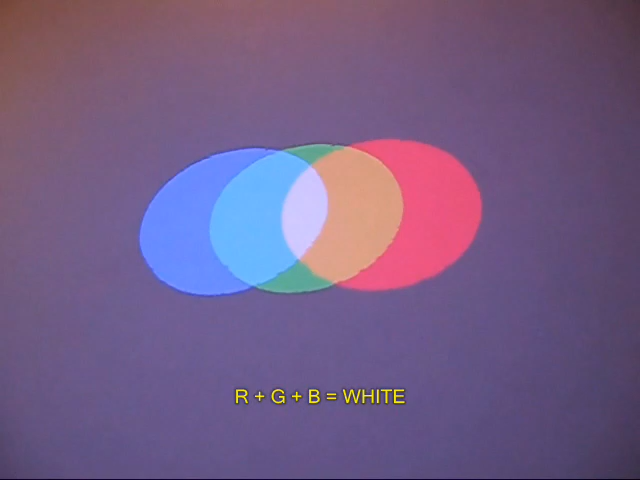 R + G + B = WHITE